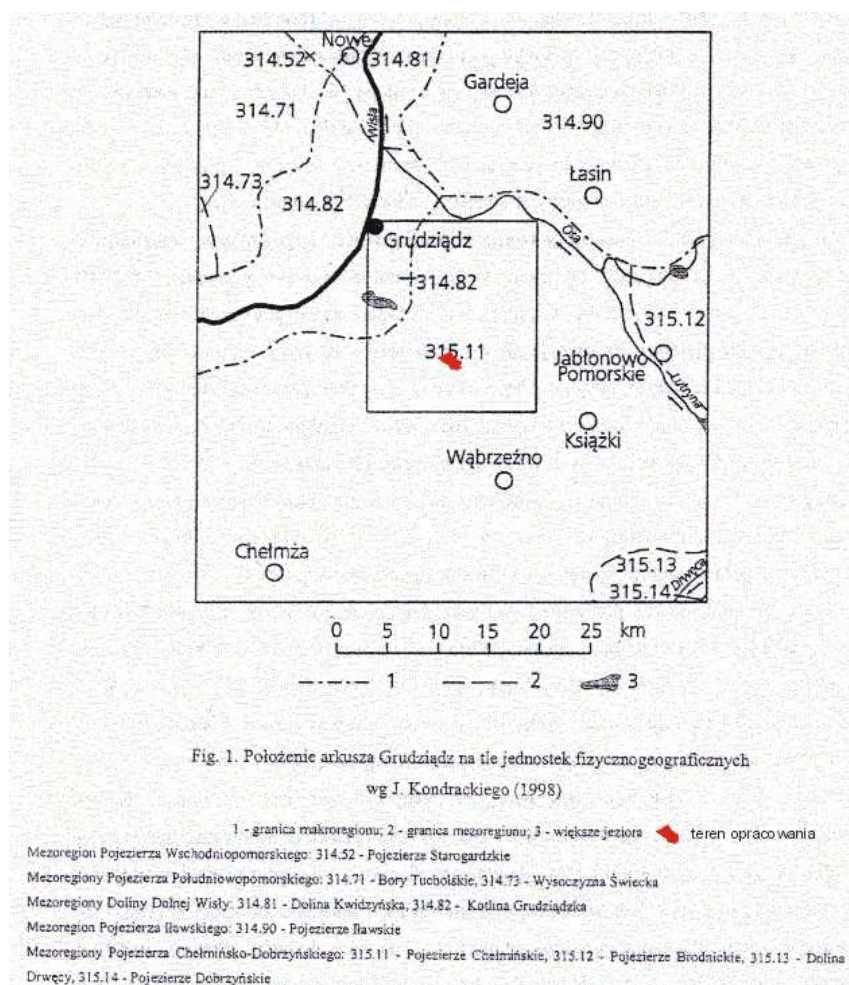 Nowe
314.52
314.81
Gardeja
314.71
Wisła
314.90
314.73
Łasin
314.82
Osa
Grudziądz
314.82
315.12
315.11
Jabłonowo
Pomorskie
Lutryna
Książki
Wąbrzeźno
Chełmża
315.13
Drwęca
315.14
0 5 10 15 20 25 km
1 2 3
Fig. 1. Położenie arkusza Grudziądz na tle jednostek fizycznogeograficznych
wg J. Kondrackiego (1998)
1 - granica makroregionu; 2 - granica mezoregionu; 3 - większe jeziora teren opracowania
Mezoregion Pojezierza Wschodniopomorskiego: 314.52 - Pojezierze Starogardzkie
Mezoregiony Pojezierza Południowopomorskiego: 314.71 - Bory Tucholskie, 314.73 - Wysoczyzna Świecka
Mezoregiony Doliny Dolnej Wisły: 314.81 - Dolina Kwidzyńska, 314.82 - Kotlina Grudziądzka
Mezoregion Pojezierza Iławskiego: 314.90 - Pojezierze Iławskie
Mezoregiony Pojezierza Chełmińsko-Dobrzyńskiego: 315.11 - Pojezierze Chełmińskie, 315.12 - Pojezierze Brodnickie, 315.13 - Dolina
Drwęcy, 315.14 - Pojezierze Dobrzyńskie